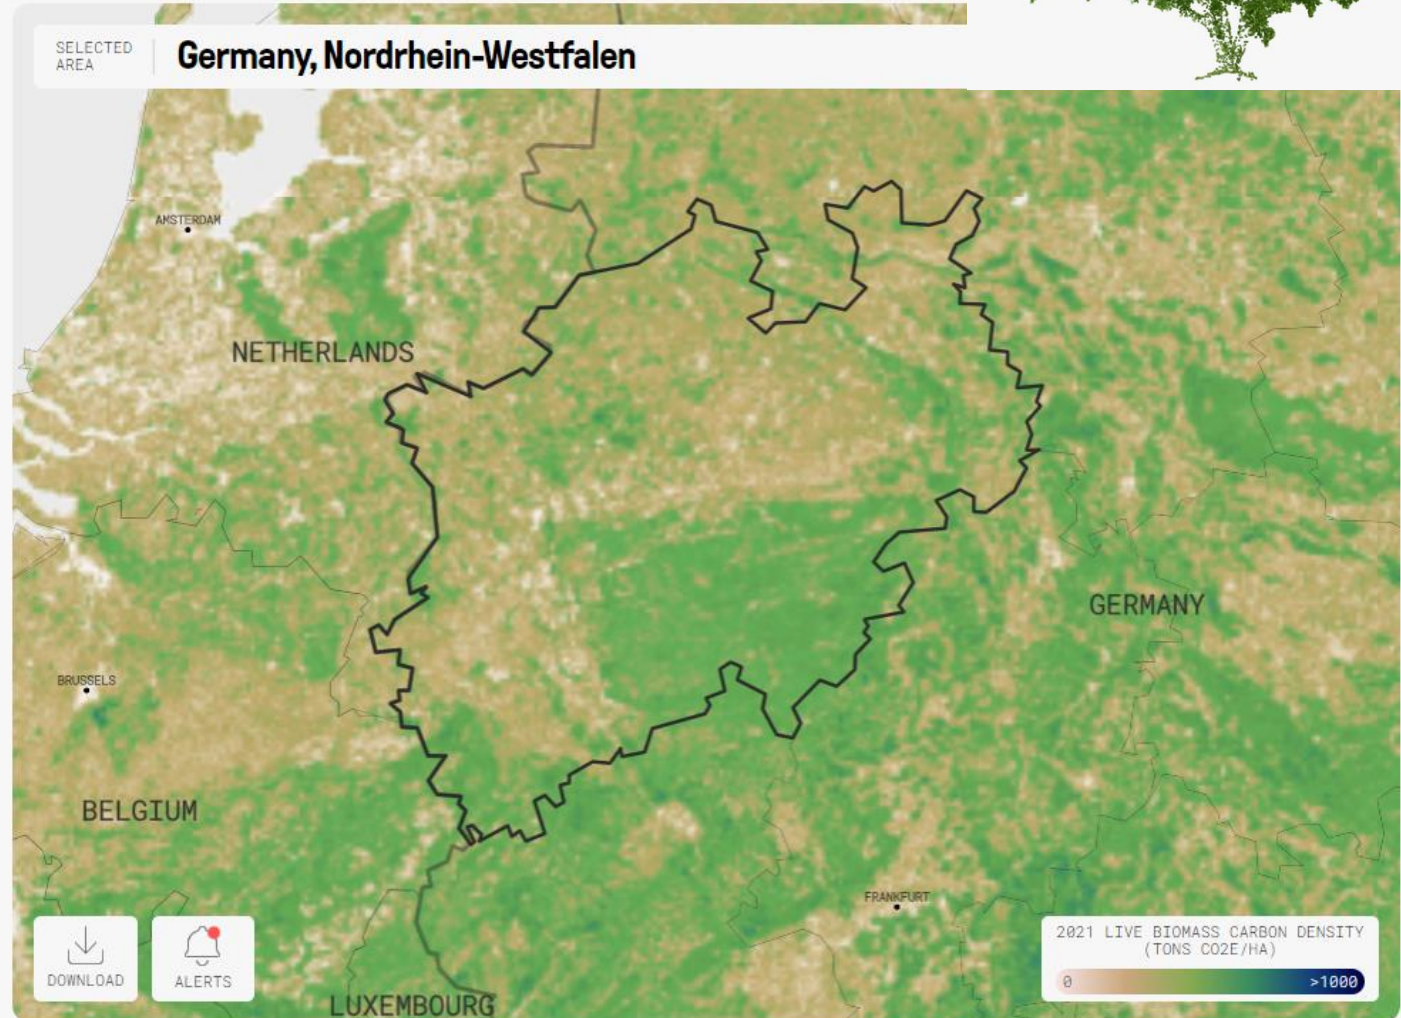 SELECTED
AREA
Germany, Nordrhein-Westfalen
AMSTERDAM
NETHERLANDS
GERMANY
BRUSSELS
BELGIUM
FRANKFURT
2021 LIVE BIOMASS CARBON DENSITY
(TONS CO2E/HA)
0
>1000
DOWNLOAD
ALERTS
LUXEMBOURG